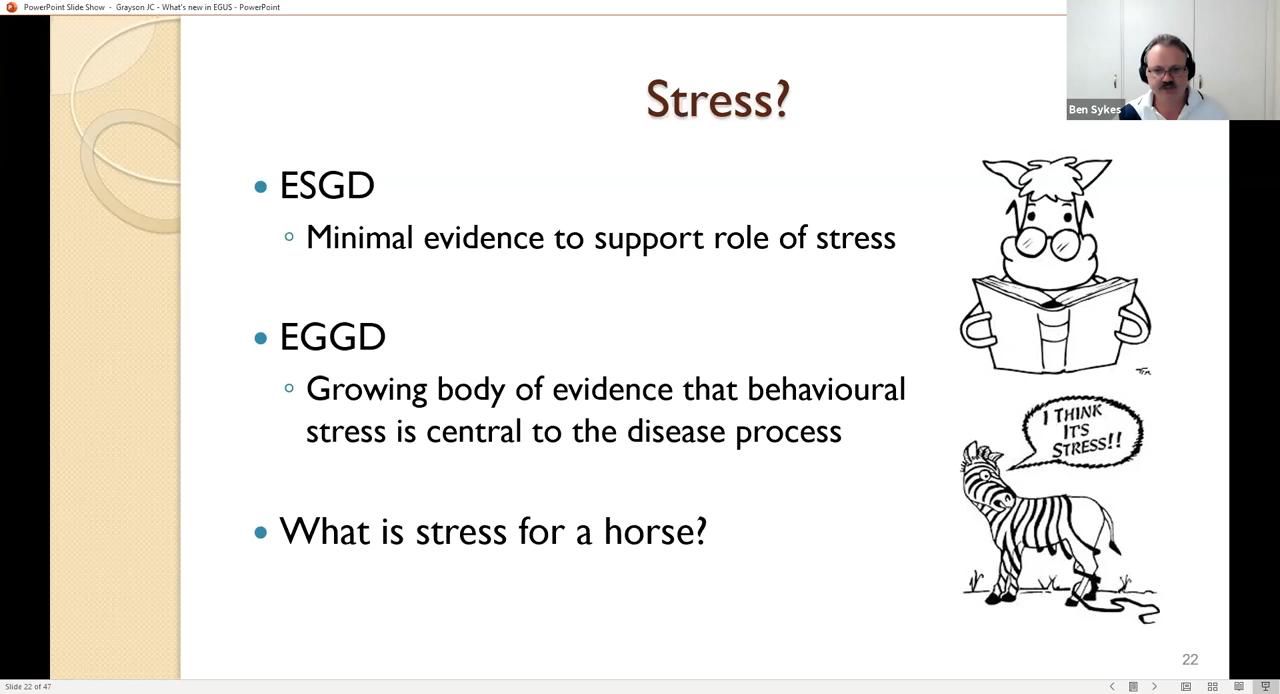 PowerPoint Slide Show - Grayson JC - What's new in EGUS - PowerPoint
Ben Sykes
Stress?
• ESGD
◦ Minimal evidence to support role of stress
• EGGD
◦ Growing body of evidence that behavioural
stress is central to the disease process
• What is stress for a horse?
I THINK
IT'S
STRESS!!
22
Slide 22 of 47